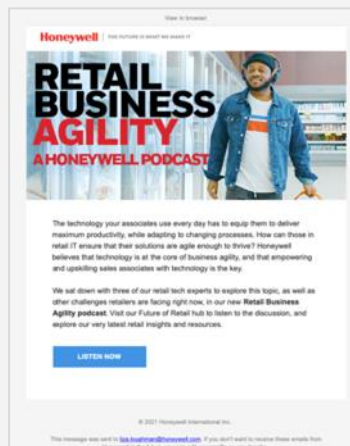 View in browser
Honeywell | THE FUTURE IS WHAT WE MAKE IT
RETAIL
BUSINESS
AGILITY
A HONEYWELL PODCAST
The technology your associates use every day has to equip them to deliver
maximum productivity, while adapting to changing processes. How can those in
retail IT ensure that their solutions are agile enough to thrive? Honeywell
believes that technology is at the core of business agility, and that empowering
and upskilling sales associates with technology is the key.
We sat down with three of our retail tech experts to explore this topic, as well as
other challenges retailers are facing right now, in our new Retail Business
Agility podcast. Visit our Future of Retail hub to listen to the discussion, and
explore our very latest retail insights and resources.
LISTEN NOW
© 2021 Honeywell International Inc.
This message was sent to If you don't want to receive these emails from